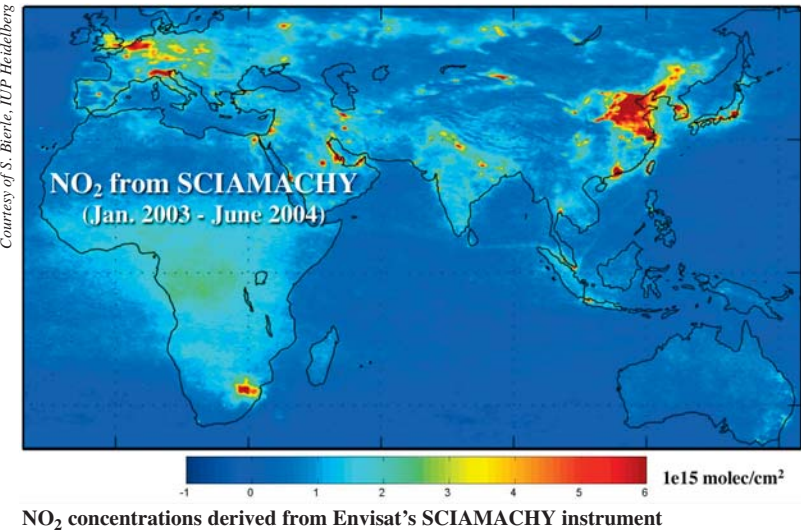 Courtesy of S. Bierle, IUP Heidelberg
NO₂ from SCIAMACHY
(Jan. 2003 - June 2004)
-1 0 1 2 3 4 5 6
1e15 molec/cm²
NO₂ concentrations derived from Envisat's SCIAMACHY instrument